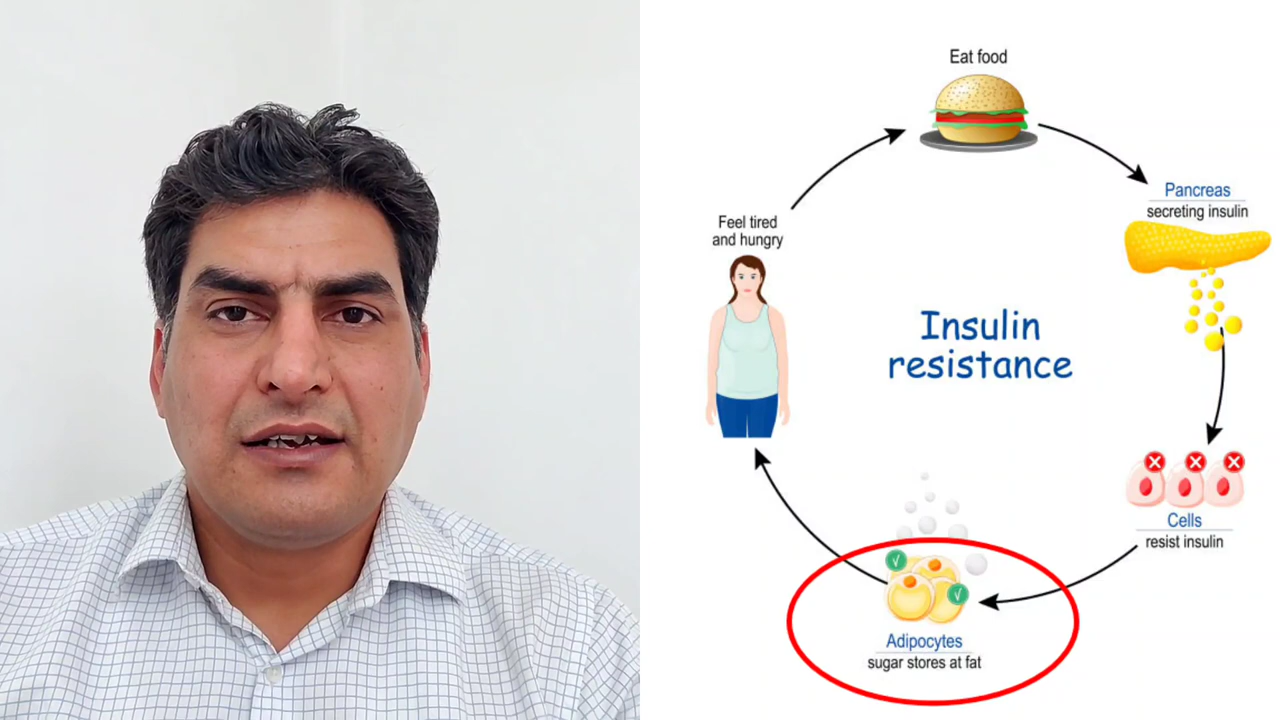 Eat food
Pancreas
secreting insulin
Feel tired
and hungry
Insulin
resistance
Cells
resist insulin
Adipocytes
sugar stores at fat